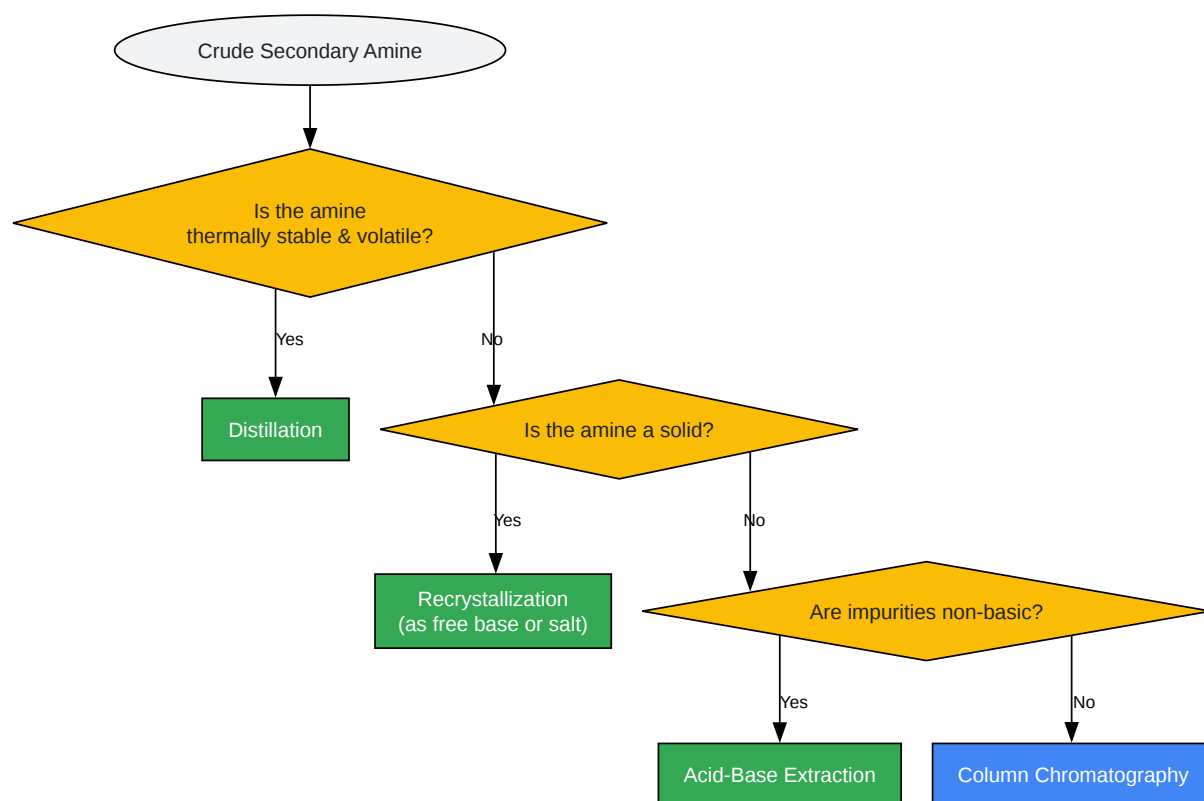 Crude Secondary Amine
Is the amine
thermally stable & volatile?
Yes
No
Distillation
Is the amine a solid?
Yes
No
Recrystallization
(as free base or salt)
Are impurities non-basic?
Yes
No
Acid-Base Extraction
Column Chromatography